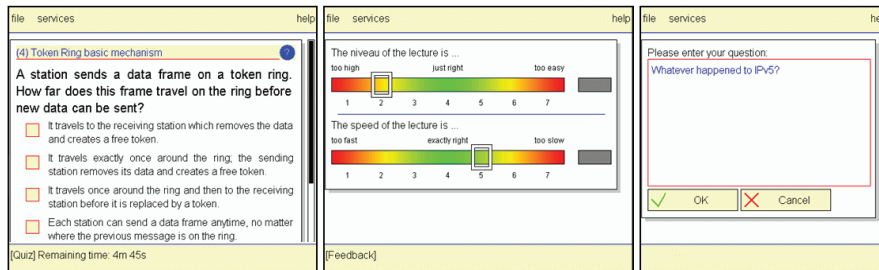 file services help
(4) Token Ring basic mechanism ?
A station sends a data frame on a token ring.
How far does this frame travel on the ring before
new data can be sent?
It travels to the receiving station which removes the data
and creates a free token.
It travels exactly once around the ring; the sending
station removes its data and creates a free token.
It travels once around the ring and then to the receiving
station before it is replaced by a token.
Each station can send a data frame anytime, no matter
where the previous message is on the ring.
[Quiz] Remaining time: 4m 45s
file services help
The niveau of the lecture is ...
too high just right too easy
1 2 3 4 5 6 7
The speed of the lecture is ...
too fast exactly right too slow
1 2 3 4 5 6 7
[Feedback]
file services he
Please enter your question:
Whatever happened to IPv5?
OK Cancel